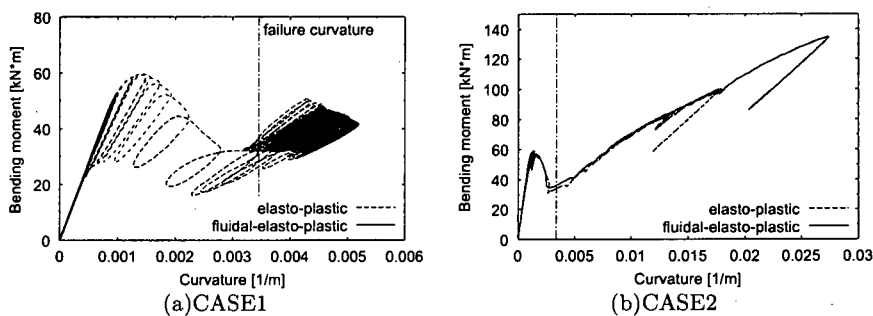 80
60
40
20
0
Bending moment [kN*m]
failure curvature
elasto-plastic
fluidal-elasto-plastic
0 0.001 0.002 0.003 0.004 0.005 0.006
Curvature [1/m]
(a)CASE1
140
120
100
80
60
40
20
0
Bending moment [kN*m]
elasto-plastic
fluidal-elasto-plastic
0 0.005 0.01 0.015 0.02 0.025 0.03
Curvature [1/m]
(b)CASE2